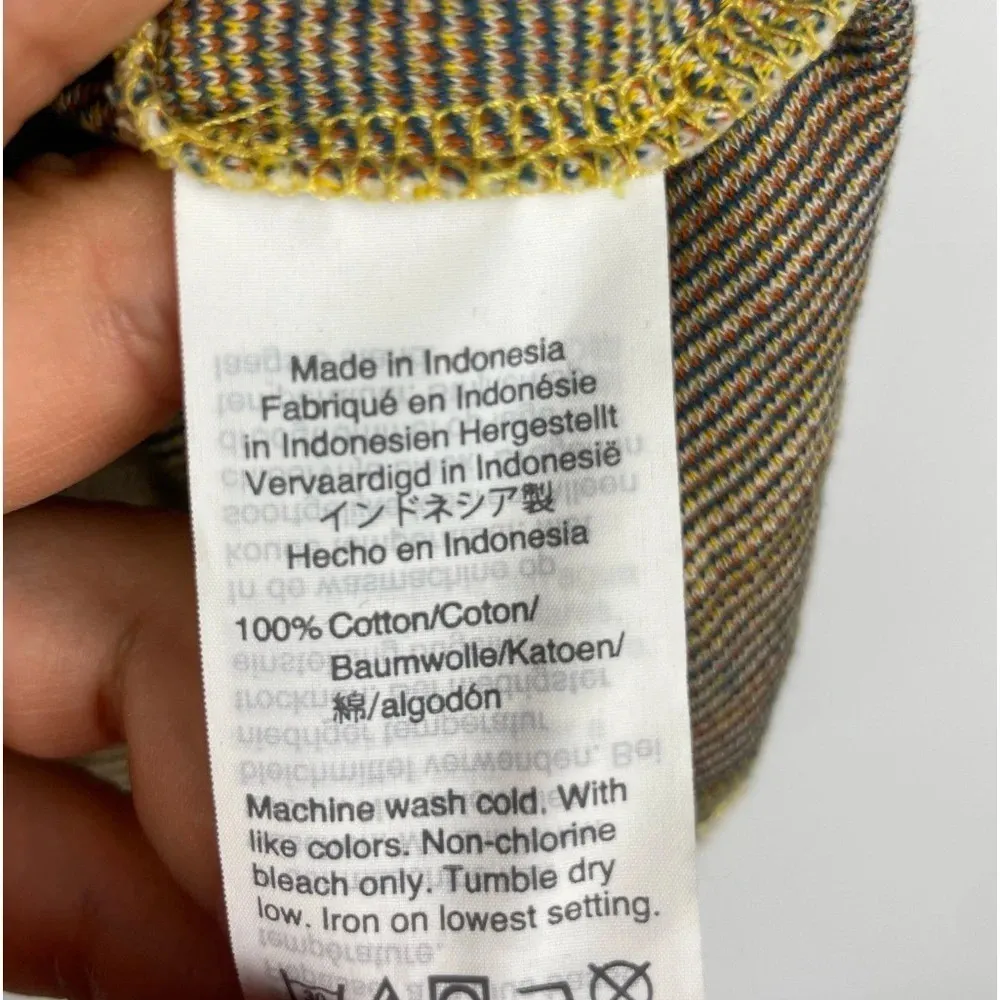 Made in Indonesia
Fabriqué en Indonésie
in Indonesien Hergestellt
Vervaardigd in Indonesië
インドネシア製
Hecho en Indonesia
100% Cotton/Coton/
Baumwolle/Katoen/
綿/algodón
Machine wash cold. With
like colors. Non-chlorine
bleach only. Tumble dry
low. Iron on lowest setting.